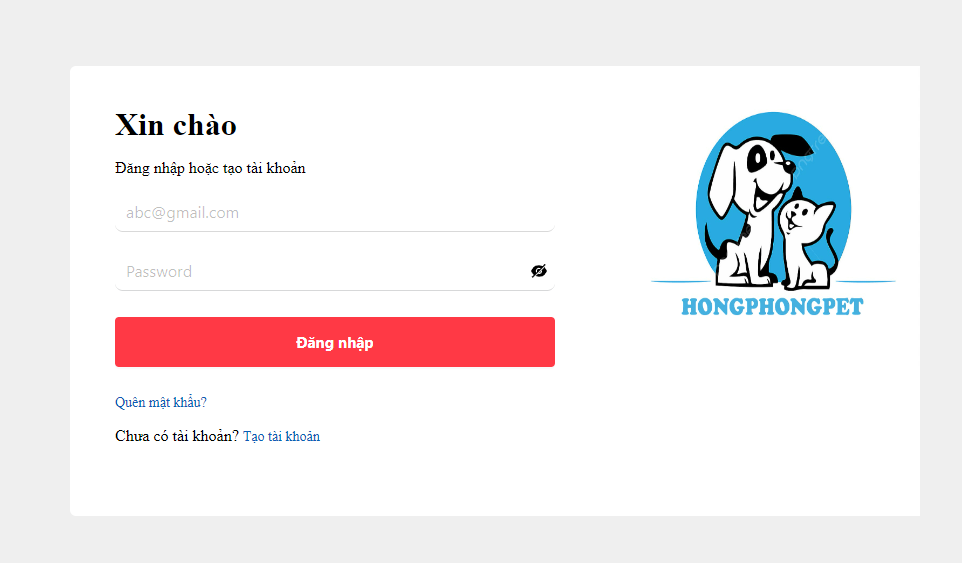 Xin chào
Đăng nhập hoặc tạo tài khoản
abc@gmail.com
Password
Đăng nhập
Quên mật khẩu?
Chưa có tài khoản? Tạo tài khoản
HONGPHONGPET